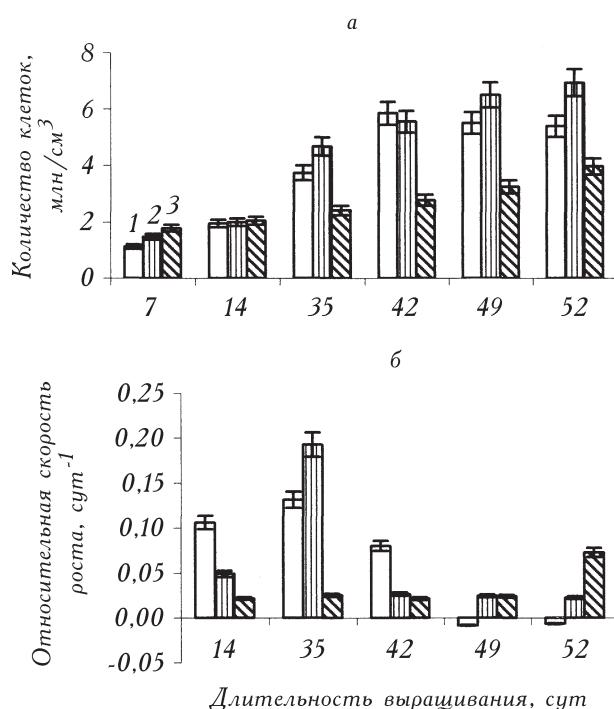 а
Количество клеток,
млн/см³
8
6
4
2
0
1 2 3
7 14 35 42 49 52
б
Относительная скорость
роста, сут⁻¹
0,25
0,20
0,15
0,10
0,05
0,00
-0,05
14 35 42 49 52
Длительность выращивания, сут